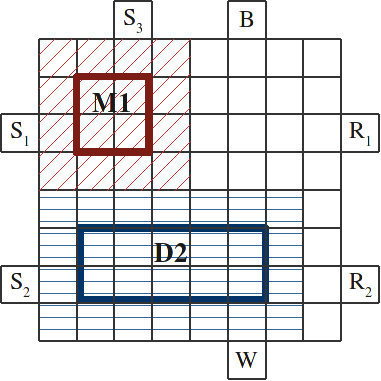 S₃ B
M1
S₁ R₁
D2
S₂ R₂
W